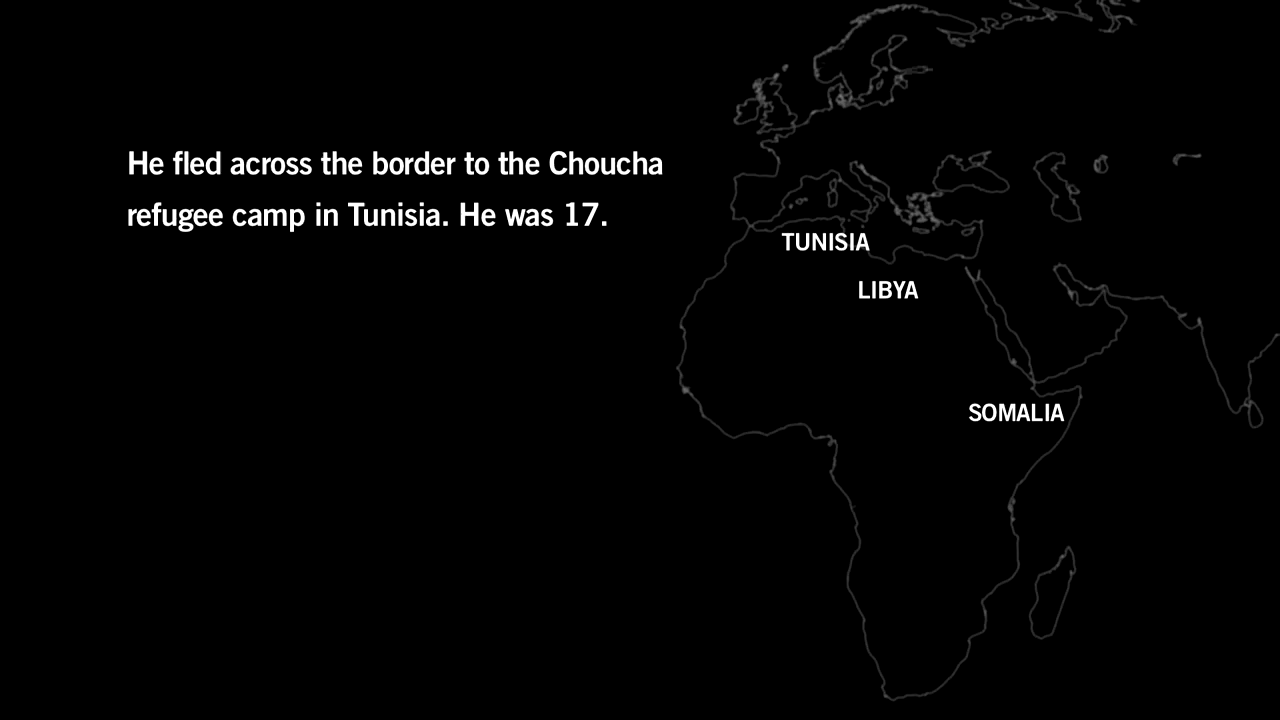 He fled across the border to the Choucha
refugee camp in Tunisia. He was 17.
TUNISIA
LIBYA
SOMALIA